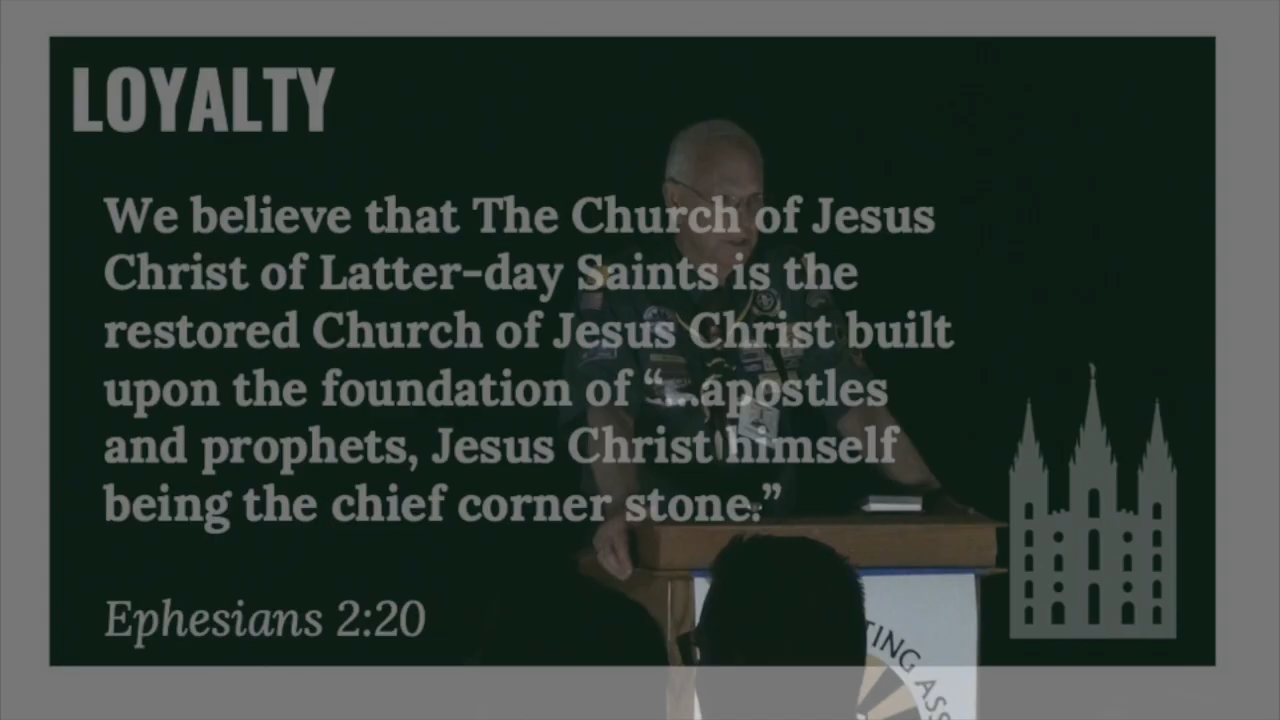 LOYALTY
We believe that The Church of Jesus
Christ of Latter-day Saints is the
restored Church of Jesus Christ built
upon the foundation of “...apostles
and prophets, Jesus Christ himself
being the chief corner stone.”
Ephesians 2:20
TING ASS